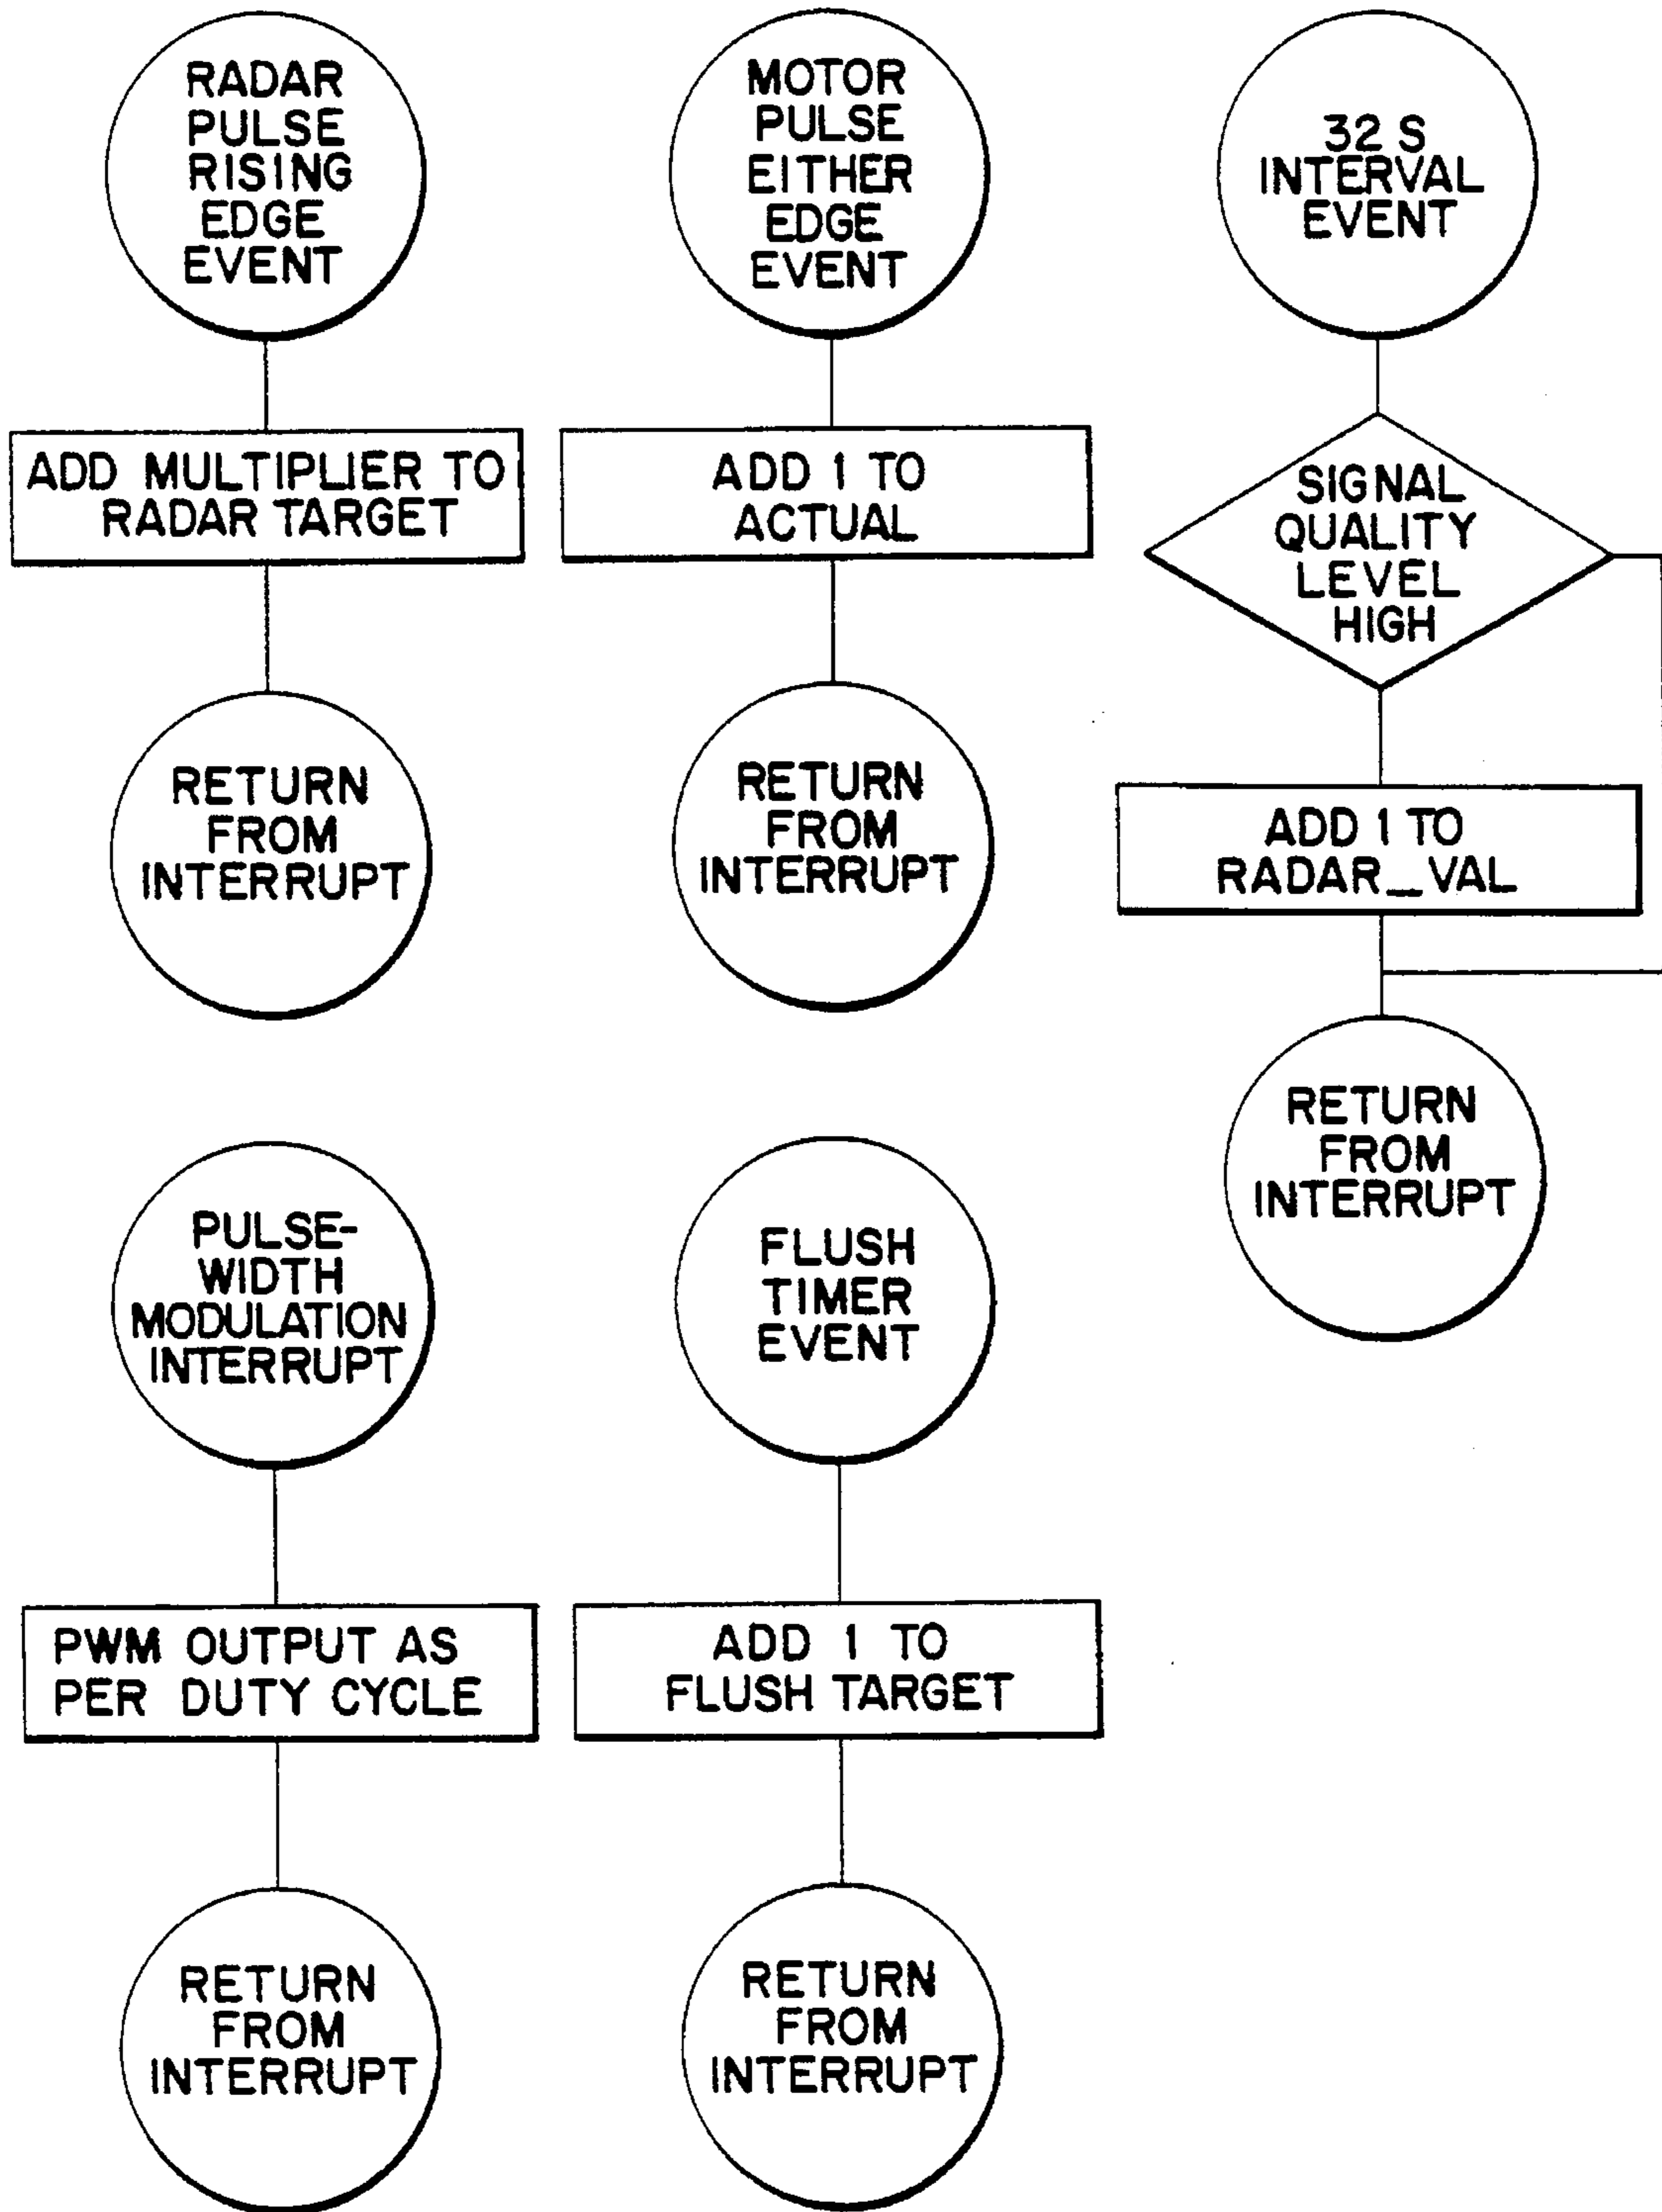 RADAR
PULSE
RISING
EDGE
EVENT
ADD MULTIPLIER TO
RADAR TARGET
RETURN
FROM
INTERRUPT
MOTOR
PULSE
EITHER
EDGE
EVENT
ADD 1 TO
ACTUAL
RETURN
FROM
INTERRUPT
32 S
INTERVAL
EVENT
SIGNAL
QUALITY
LEVEL
HIGH
ADD 1 TO
RADAR_VAL
RETURN
FROM
INTERRUPT
PULSE-
WIDTH
MODULATION
INTERRUPT
PWM OUTPUT AS
PER DUTY CYCLE
RETURN
FROM
INTERRUPT
FLUSH
TIMER
EVENT
ADD 1 TO
FLUSH TARGET
RETURN
FROM
INTERRUPT